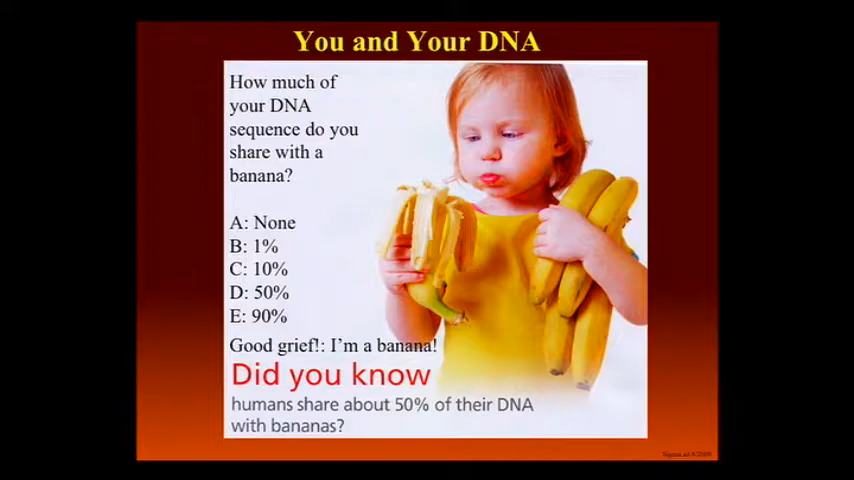 You and Your DNA
How much of
your DNA
sequence do you
share with a
banana?
A: None
B: 1%
C: 10%
D: 50%
E: 90%
Good grief!: I'm a banana!
Did you know
humans share about 50% of their DNA
with bananas?